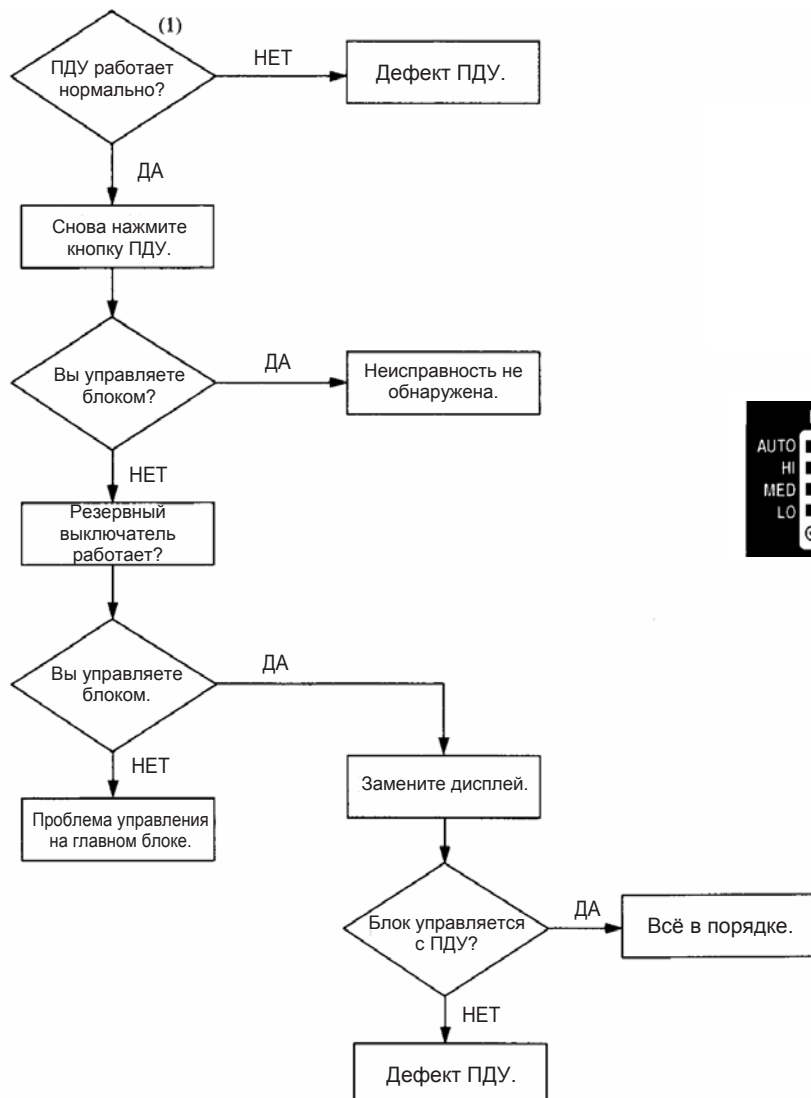 (1)
ПДУ работает
нормально?
НЕТ
Дефект ПДУ.
ДА
Снова нажмите
кнопку ПДУ.
Вы управляете
блоком?
ДА
Неисправность не
обнаружена.
НЕТ
Резервный
выключатель
работает?
AUTO
HI
MED
LO
Вы управляете
блоком.
ДА
НЕТ
Проблема управления
на главном блоке.
Замените дисплей.
Блок управляется
с ПДУ?
ДА
Всё в порядке.
НЕТ
Дефект ПДУ.